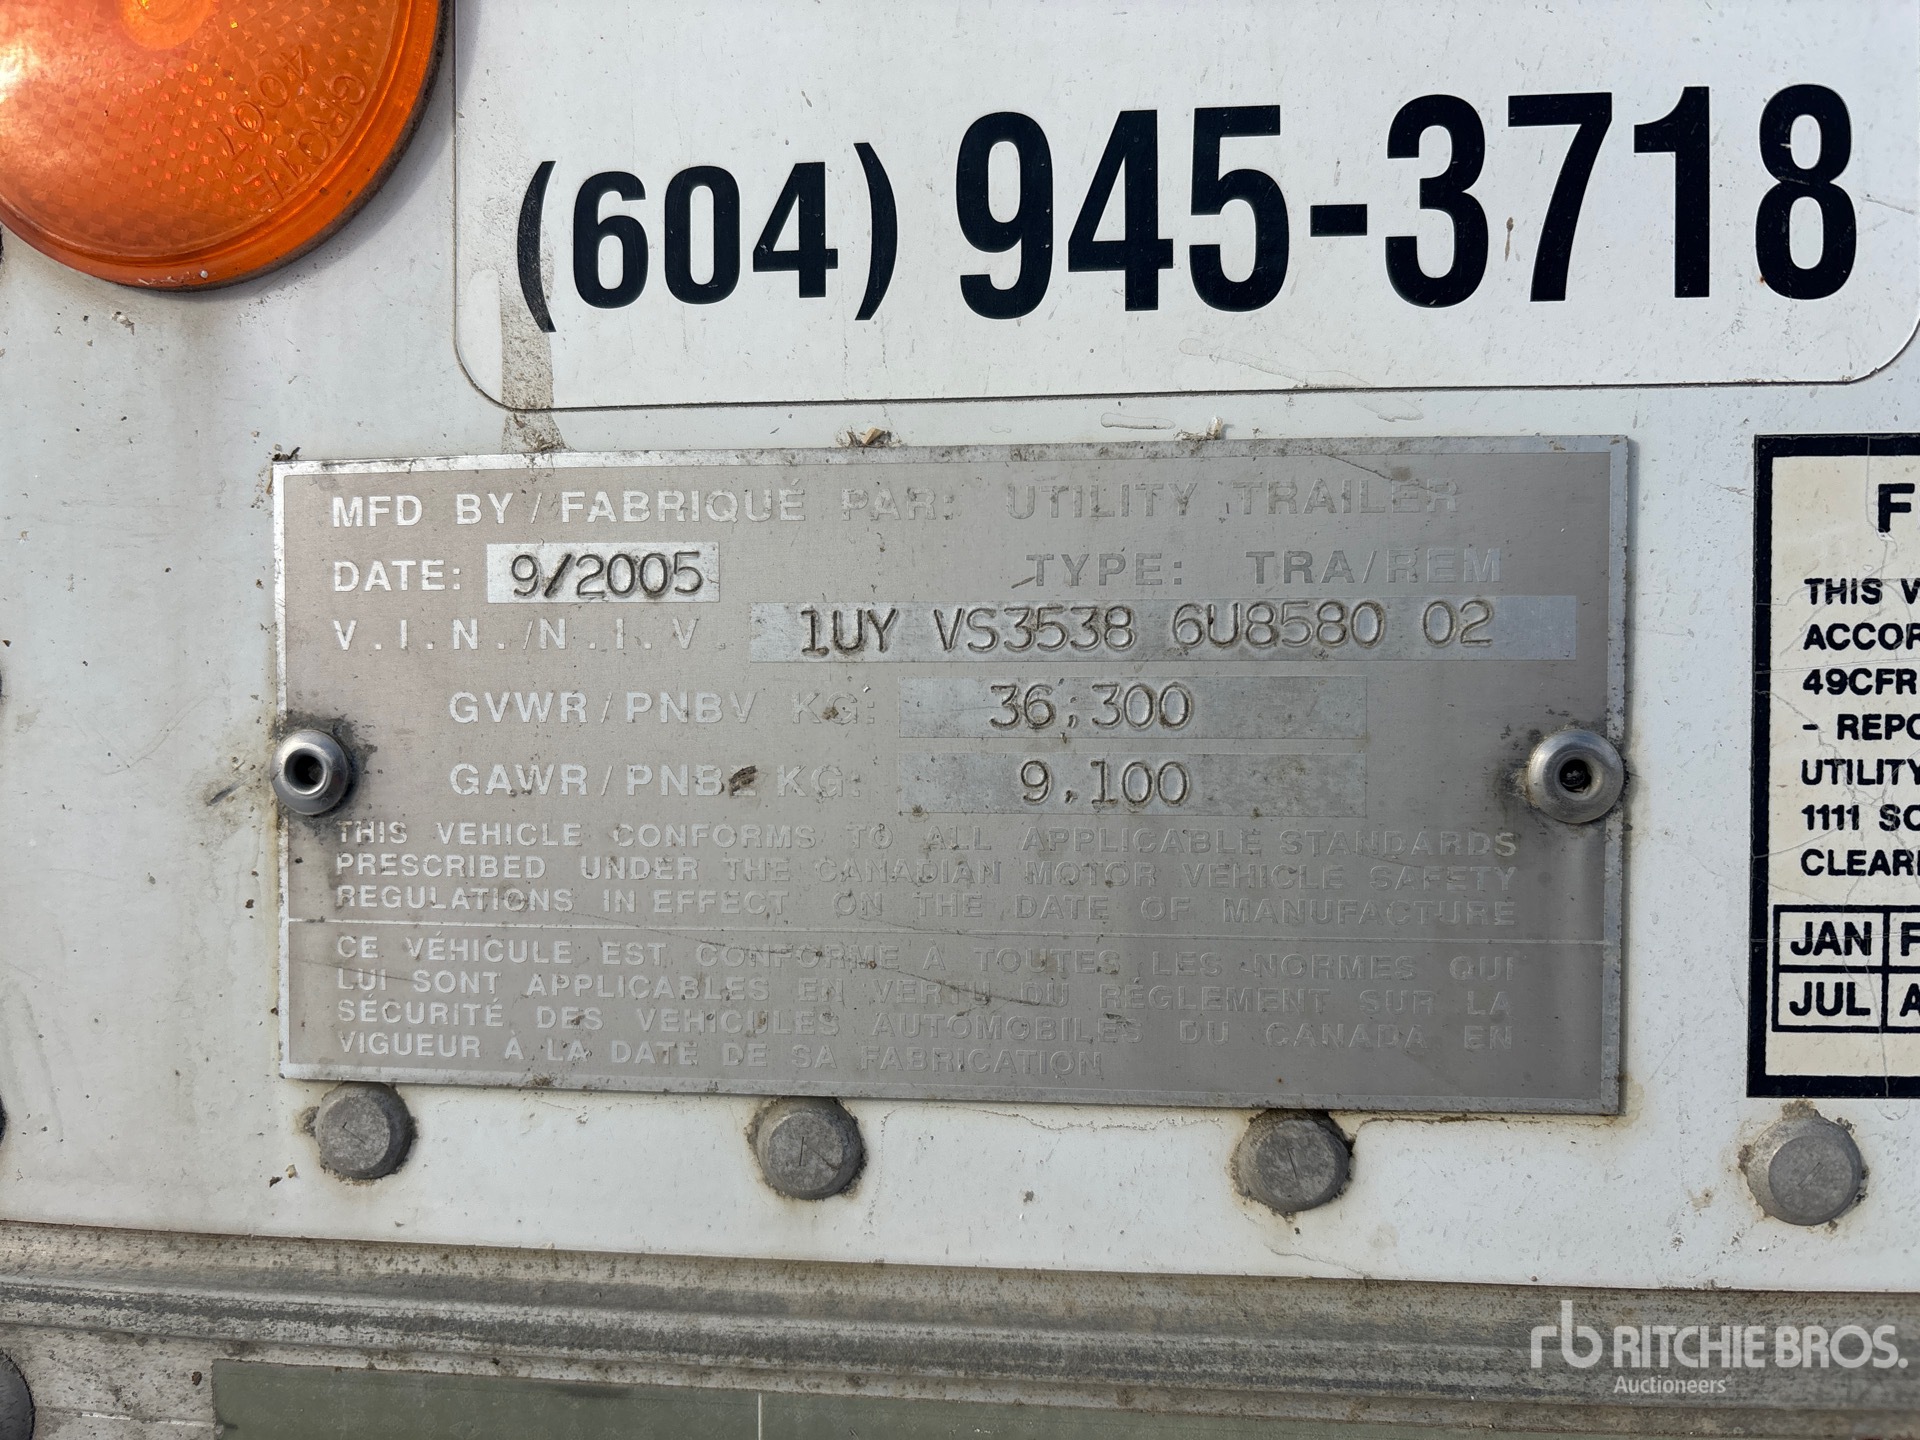 GROTE
40071
(604) 945-3718
MFD BY / FABRIQUÉ PAR: UTILITY TRAILER
DATE: 9/2005 TYPE: TRA/REM
V.I.N./N.I.V. 1UY VS3538 6U8580 02
GVWR/PNBV KG: 36,300
GAWR/PNBE KG: 9,100
THIS VEHICLE CONFORMS TO ALL APPLICABLE STANDARDS
PRESCRIBED UNDER THE CANADIAN MOTOR VEHICLE SAFETY
REGULATIONS IN EFFECT ON THE DATE OF MANUFACTURE
CE VÉHICULE EST CONFORME À TOUTES LES NORMES QUI
LUI SONT APPLICABLES EN VERTU DU RÉGLEMENT SUR LA
SÉCURITÉ DES VÉHICULES AUTOMOBILES DU CANADA EN
VIGUEUR À LA DATE DE SA FABRICATION
F
THIS V
ACCOR
49CFR
- REPO
UTILITY
1111 SO
CLEAR
JAN F
JUL A
rb RITCHIE BROS.
Auctioneers